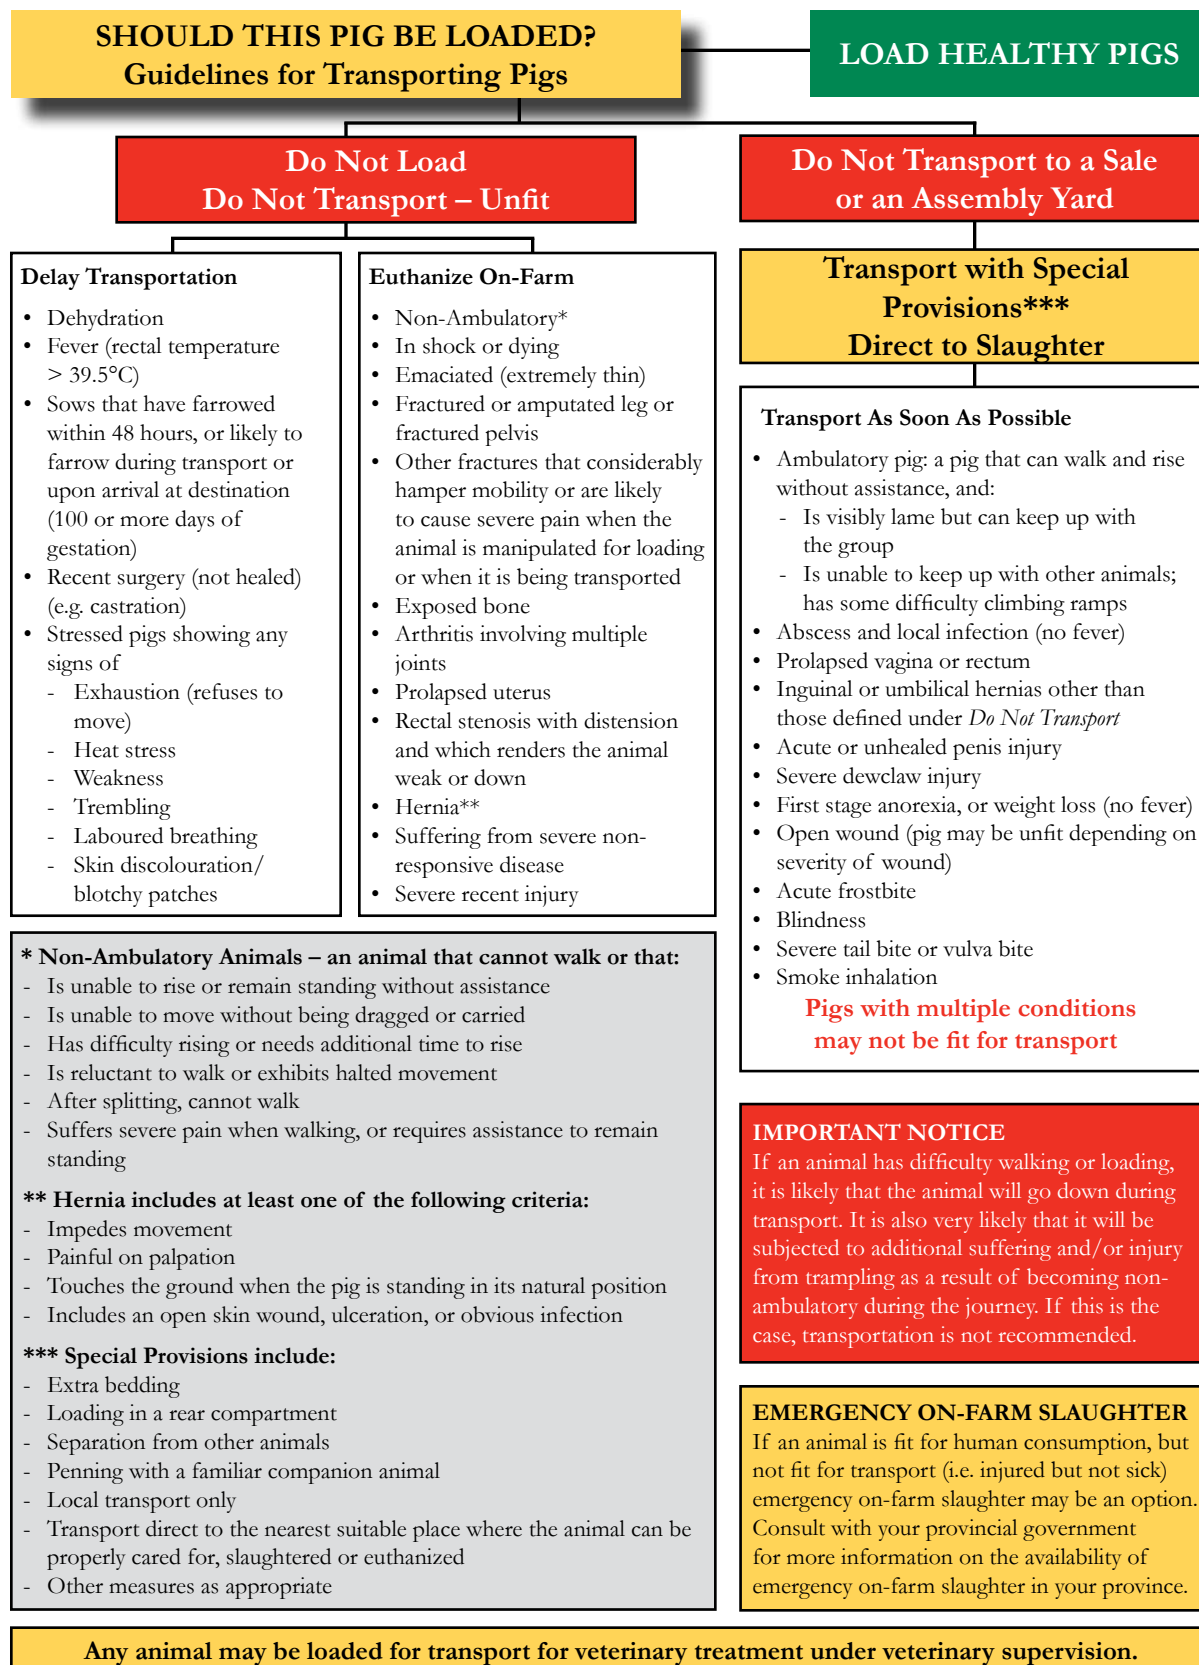 SHOULD THIS PIG BE LOADED?
Guidelines for Transporting Pigs
LOAD HEALTHY PIGS
Do Not Load
Do Not Transport – Unfit
Delay Transportation
• Dehydration
• Fever (rectal temperature
> 39.5°C)
• Sows that have farrowed
within 48 hours, or likely to
farrow during transport or
upon arrival at destination
(100 or more days of
gestation)
• Recent surgery (not healed)
(e.g. castration)
• Stressed pigs showing any
signs of
- Exhaustion (refuses to
move)
- Heat stress
- Weakness
- Trembling
- Laboured breathing
- Skin discolouration/
blotchy patches
Euthanize On-Farm
• Non-Ambulatory*
• In shock or dying
• Emaciated (extremely thin)
• Fractured or amputated leg or
fractured pelvis
• Other fractures that considerably
hamper mobility or are likely
to cause severe pain when the
animal is manipulated for loading
or when it is being transported
• Exposed bone
• Arthritis involving multiple
joints
• Prolapsed uterus
• Rectal stenosis with distension
and which renders the animal
weak or down
• Hernia**
• Suffering from severe non-
responsive disease
• Severe recent injury
Do Not Transport to a Sale
or an Assembly Yard
Transport with Special
Provisions***
Direct to Slaughter
Transport As Soon As Possible
• Ambulatory pig: a pig that can walk and rise
without assistance, and:
- Is visibly lame but can keep up with
the group
- Is unable to keep up with other animals;
has some difficulty climbing ramps
• Abscess and local infection (no fever)
• Prolapsed vagina or rectum
• Inguinal or umbilical hernias other than
those defined under Do Not Transport
• Acute or unhealed penis injury
• Severe dewclaw injury
• First stage anorexia, or weight loss (no fever)
• Open wound (pig may be unfit depending on
severity of wound)
• Acute frostbite
• Blindness
• Severe tail bite or vulva bite
• Smoke inhalation
Pigs with multiple conditions
may not be fit for transport
* Non-Ambulatory Animals – an animal that cannot walk or that:
- Is unable to rise or remain standing without assistance
- Is unable to move without being dragged or carried
- Has difficulty rising or needs additional time to rise
- Is reluctant to walk or exhibits halted movement
- After splitting, cannot walk
- Suffers severe pain when walking, or requires assistance to remain
standing
** Hernia includes at least one of the following criteria:
- Impedes movement
- Painful on palpation
- Touches the ground when the pig is standing in its natural position
- Includes an open skin wound, ulceration, or obvious infection
*** Special Provisions include:
- Extra bedding
- Loading in a rear compartment
- Separation from other animals
- Penning with a familiar companion animal
- Local transport only
- Transport direct to the nearest suitable place where the animal can be
properly cared for, slaughtered or euthanized
- Other measures as appropriate
IMPORTANT NOTICE
If an animal has difficulty walking or loading,
it is likely that the animal will go down during
transport. It is also very likely that it will be
subjected to additional suffering and/or injury
from trampling as a result of becoming non-
ambulatory during the journey. If this is the
case, transportation is not recommended.
EMERGENCY ON-FARM SLAUGHTER
If an animal is fit for human consumption, but
not fit for transport (i.e. injured but not sick)
emergency on-farm slaughter may be an option.
Consult with your provincial government
for more information on the availability of
emergency on-farm slaughter in your province.
Any animal may be loaded for transport for veterinary treatment under veterinary supervision.